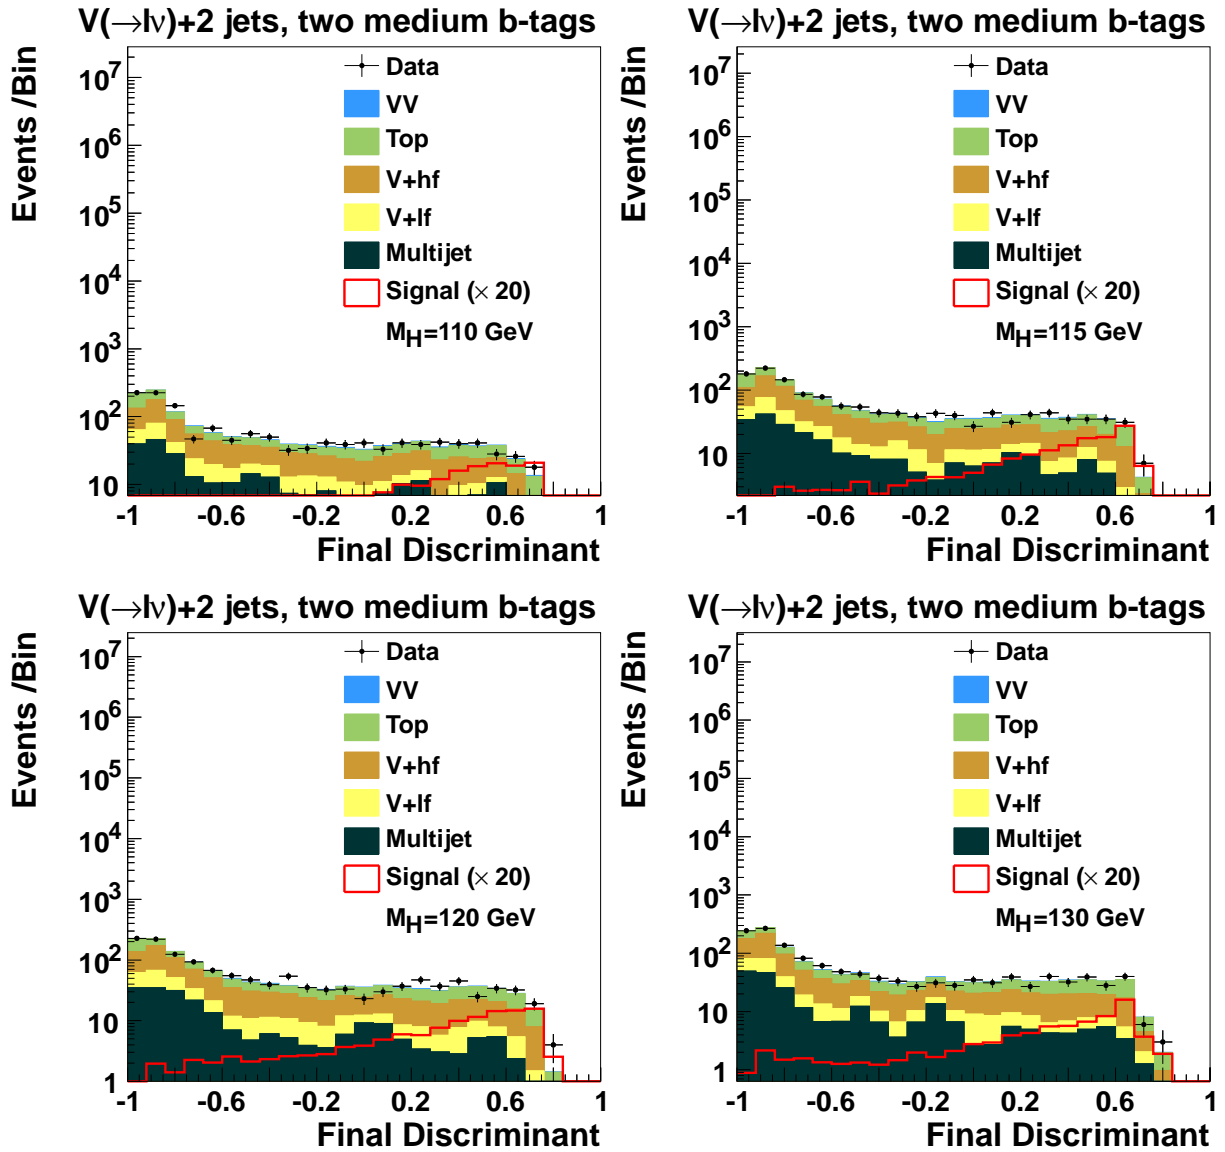 V(→lν)+2 jets, two medium b-tags
Events /Bin
10^7
10^6
10^5
10^4
10^3
10^2
10
Data
VV
Top
V+hf
V+lf
Multijet
Signal (× 20)
M_H=110 GeV
-1 -0.6 -0.2 0.2 0.6 1
Final Discriminant
V(→lν)+2 jets, two medium b-tags
Events /Bin
10^7
10^6
10^5
10^4
10^3
10^2
10
Data
VV
Top
V+hf
V+lf
Multijet
Signal (× 20)
M_H=115 GeV
-1 -0.6 -0.2 0.2 0.6 1
Final Discriminant
V(→lν)+2 jets, two medium b-tags
Events /Bin
10^7
10^6
10^5
10^4
10^3
10^2
10
1
Data
VV
Top
V+hf
V+lf
Multijet
Signal (× 20)
M_H=120 GeV
-1 -0.6 -0.2 0.2 0.6 1
Final Discriminant
V(→lν)+2 jets, two medium b-tags
Events /Bin
10^7
10^6
10^5
10^4
10^3
10^2
10
1
Data
VV
Top
V+hf
V+lf
Multijet
Signal (× 20)
M_H=130 GeV
-1 -0.6 -0.2 0.2 0.6 1
Final Discriminant